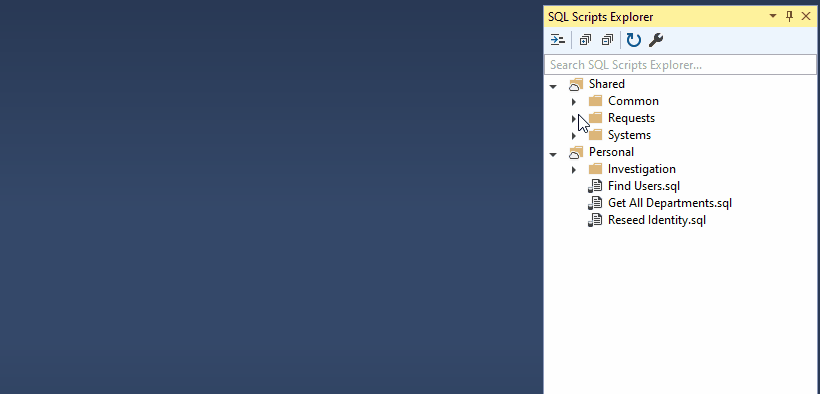 SQL Scripts Explorer
Search SQL Scripts Explorer...
Shared
Common
Requests
Systems
Personal
Investigation
Find Users.sql
Get All Departments.sql
Reseed Identity.sql